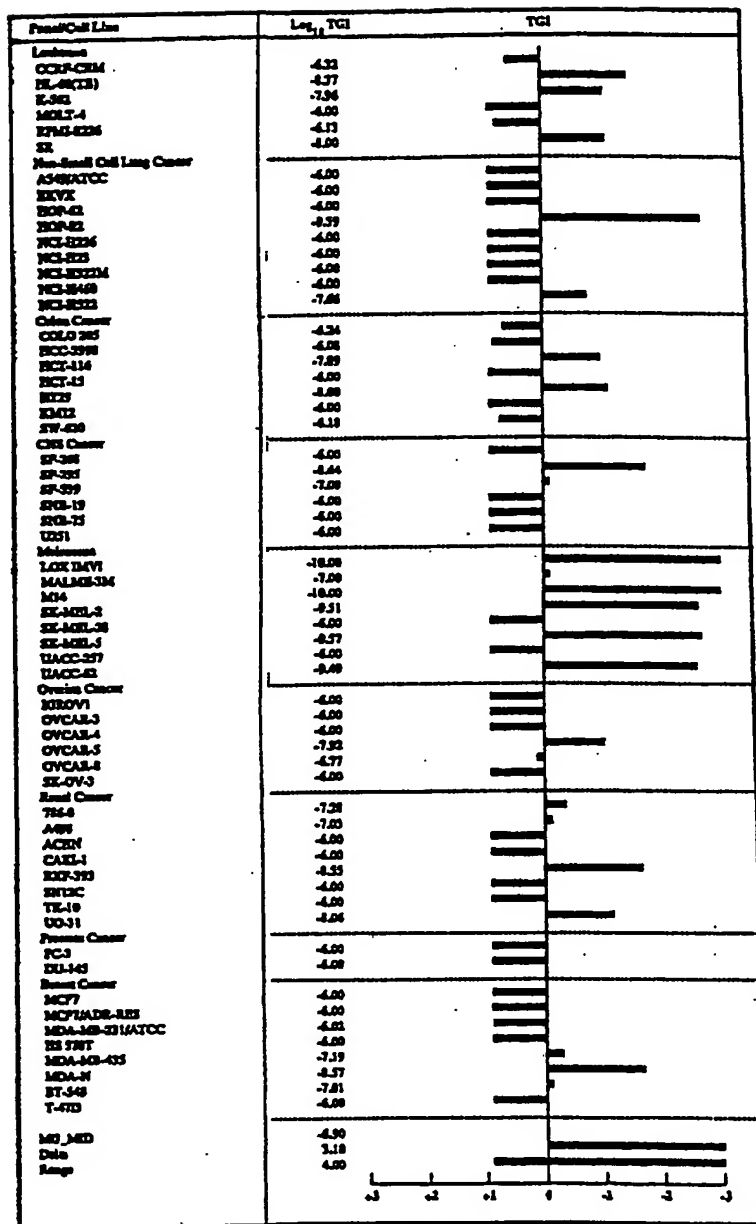 Panel/Cell Line Log10 TGI TGI
Leukemia
CCRF-CEM -6.32
HL-60(TB) -8.37
K-562 -7.96
MOLT-4 -6.00
RPMI-8226 -6.13
SR -8.00
Non-Small Cell Lung Cancer
A549/ATCC -6.00
EKVX -6.00
HOP-62 -6.00
HOP-92
NCI-H226 -6.00
NCI-H23 -6.00
NCI-H322M -6.00
NCI-H460 -6.00
NCI-H522
Colon Cancer
COLO 205 -6.24
HCC-2998 -6.08
HCT-116 -7.89
HCT-15 -6.00
HT29 -8.00
KM12 -6.00
SW-620 -6.18
CNS Cancer
SF-268 -6.00
SF-295 -8.64
SF-539 -7.00
SNB-19 -6.00
SNB-75 -6.00
U251 -6.00
Melanoma
LOX IMVI -10.00
MALME-3M -7.00
M14 -10.00
SK-MEL-2 -9.51
SK-MEL-28 -6.00
SK-MEL-5 -9.57
UACC-257 -6.00
UACC-62 -9.49
Ovarian Cancer
IGROV1 -6.00
OVCAR-3 -6.00
OVCAR-4 -6.00
OVCAR-5 -7.92
OVCAR-8 -6.77
SK-OV-3 -6.00
Renal Cancer
786-0 -7.28
A498 -7.03
ACHN -6.00
CAKI-1 -6.00
RXF-393 -8.55
SN12C -6.00
TK-10 -6.00
UO-31 -8.06
Prostate Cancer
PC-3 -6.00
DU-145 -6.00
Breast Cancer
MCF7 -6.00
MCF7/ADR-RES -6.00
MDA-MB-231/ATCC -6.02
HS 578T -6.00
MDA-MB-435 -7.19
MDA-N -8.57
BT-549
T-47D -6.00
MG_MID -6.90
Delta 3.10
Range 4.00
+3 +2 +1 0 -1 -2 -3